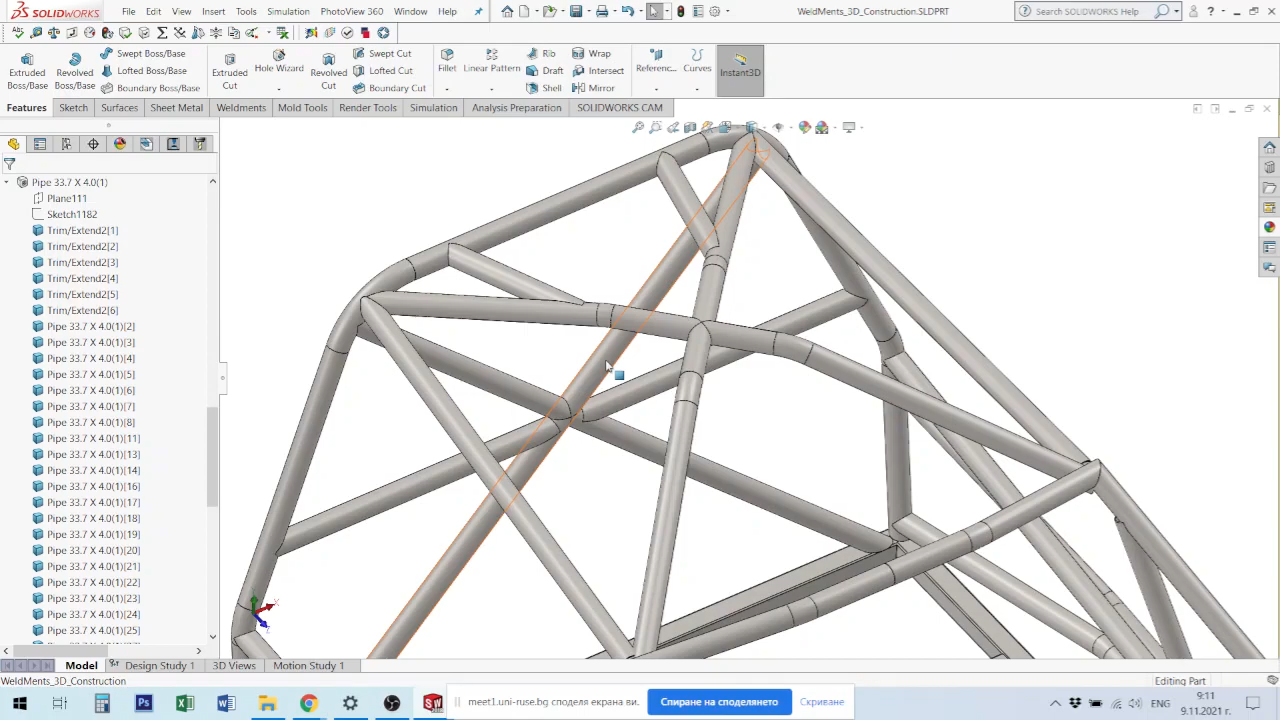 SOLIDWORKS File Edit View Insert Tools Simulation PhotoView 360 Window Help WeldMents_3D_Construction.SLDPRT Search SOLIDWORKS Help
Extruded Boss/Base
Revolved Boss/Base
Swept Boss/Base
Lofted Boss/Base
Boundary Boss/Base
Extruded Cut
Hole Wizard
Revolved Cut
Swept Cut
Lofted Cut
Boundary Cut
Fillet
Linear Pattern
Rib
Draft
Shell
Wrap
Intersect
Mirror
Referenc...
Curves
Instant3D
Features Sketch Surfaces Sheet Metal Weldments Mold Tools Render Tools Simulation Analysis Preparation SOLIDWORKS CAM
Pipe 33.7 X 4.0(1)
Plane111
Sketch1182
Trim/Extend2[1]
Trim/Extend2[2]
Trim/Extend2[3]
Trim/Extend2[4]
Trim/Extend2[5]
Trim/Extend2[6]
Pipe 33.7 X 4.0(1)[2]
Pipe 33.7 X 4.0(1)[3]
Pipe 33.7 X 4.0(1)[4]
Pipe 33.7 X 4.0(1)[5]
Pipe 33.7 X 4.0(1)[6]
Pipe 33.7 X 4.0(1)[7]
Pipe 33.7 X 4.0(1)[8]
Pipe 33.7 X 4.0(1)[11]
Pipe 33.7 X 4.0(1)[13]
Pipe 33.7 X 4.0(1)[14]
Pipe 33.7 X 4.0(1)[16]
Pipe 33.7 X 4.0(1)[17]
Pipe 33.7 X 4.0(1)[18]
Pipe 33.7 X 4.0(1)[19]
Pipe 33.7 X 4.0(1)[20]
Pipe 33.7 X 4.0(1)[21]
Pipe 33.7 X 4.0(1)[22]
Pipe 33.7 X 4.0(1)[23]
Pipe 33.7 X 4.0(1)[24]
Pipe 33.7 X 4.0(1)[25]
Model Design Study 1 3D Views Motion Study 1
WeldMents_3D_Construction Editing Part
meet1.uni-ruse.bg споделя екрана ви. Спиране на споделянето Скриване
ENG
9:11
9.11.2021 г.